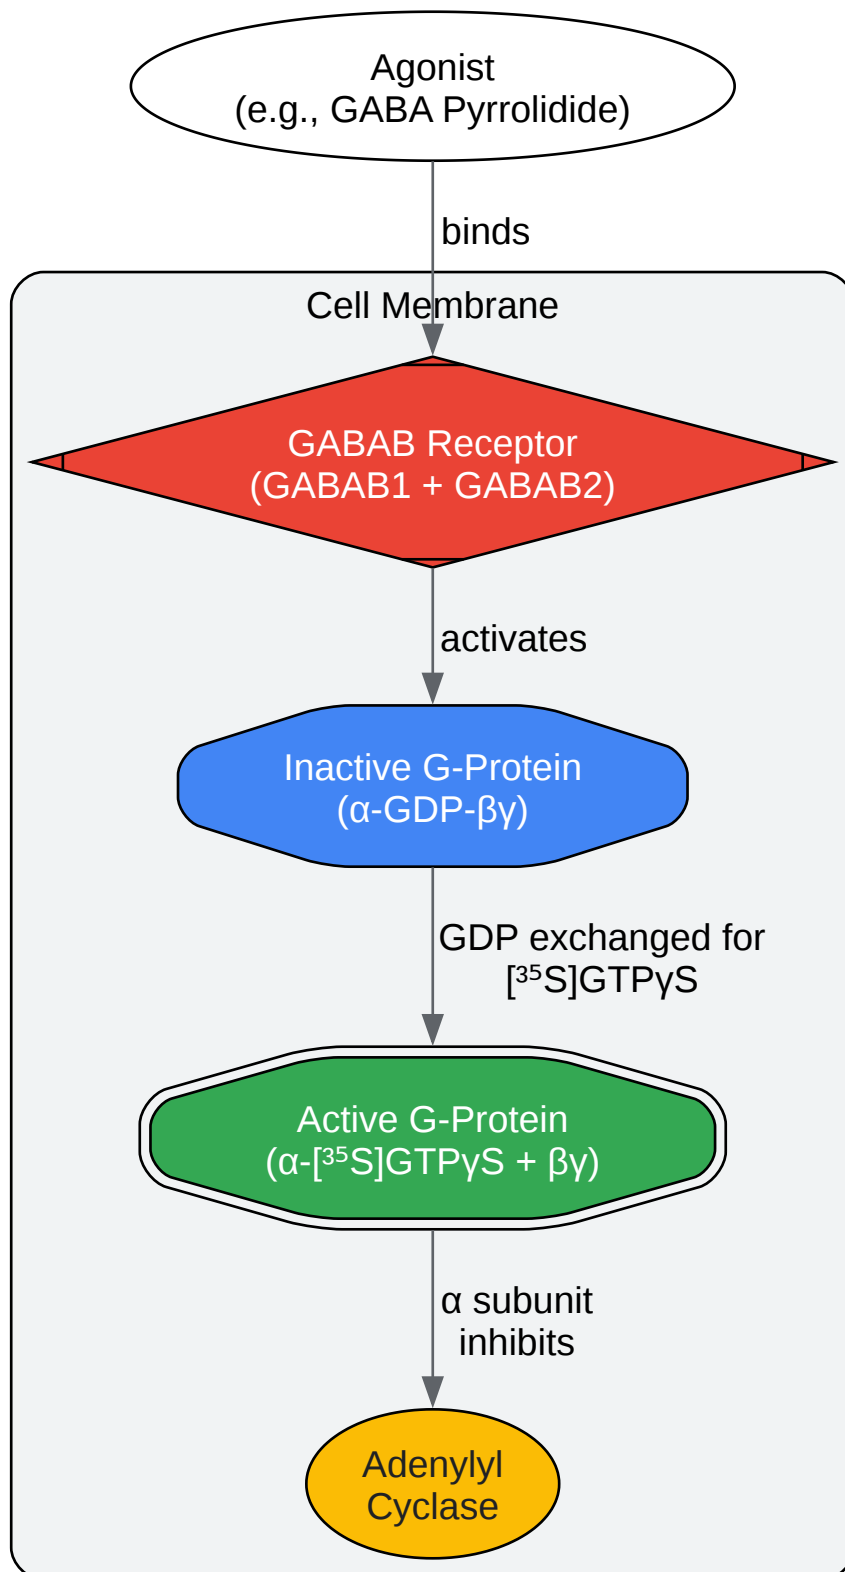 Agonist
(e.g., GABA Pyrrolidide)
binds
Cell Membrane
GABAB Receptor
(GABAB1 + GABAB2)
activates
Inactive G-Protein
(α-GDP-βγ)
GDP exchanged for
[³⁵S]GTPγS
Active G-Protein
(α-[³⁵S]GTPγS + βγ)
α subunit
inhibits
Adenylyl
Cyclase